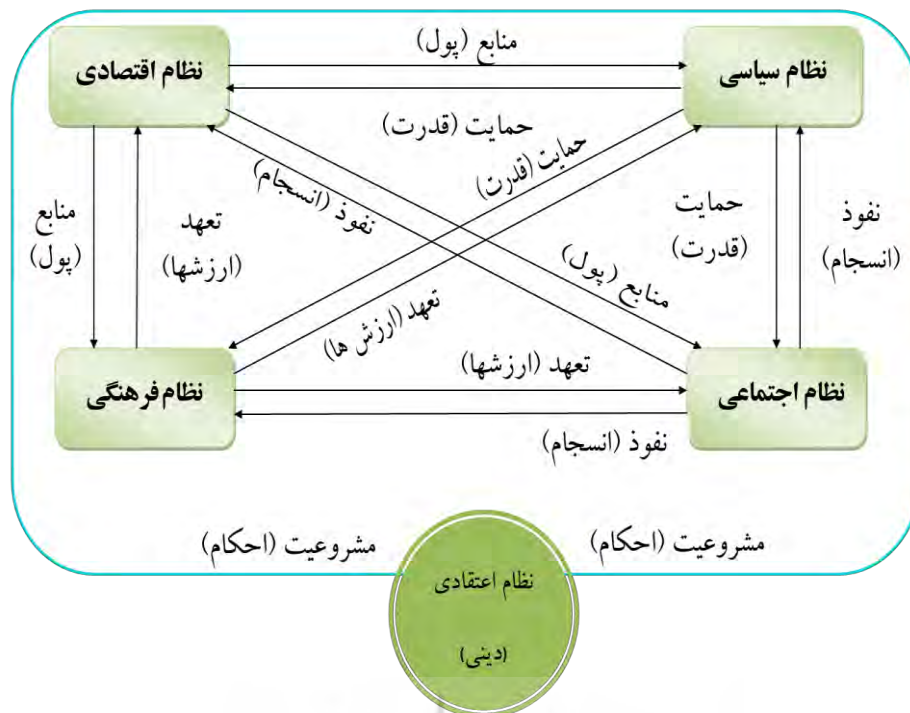 منابع (پول)
نظام سیاسی
نظام اقتصادی
حمایت (قدرت)
حمایت (قدرت)
نفوذ (انسجام)
نفوذ
(انسجام)
حمایت
(قدرت)
تعهد
(ارزشها)
منابع
(پول)
منابع (پول)
تعهد (ارزش ها)
نظام اجتماعی
تعهد (ارزشها)
نظام فرهنگی
نفوذ (انسجام)
مشروعیت (احکام)
مشروعیت (احکام)
نظام اعتقادی
(دینی)